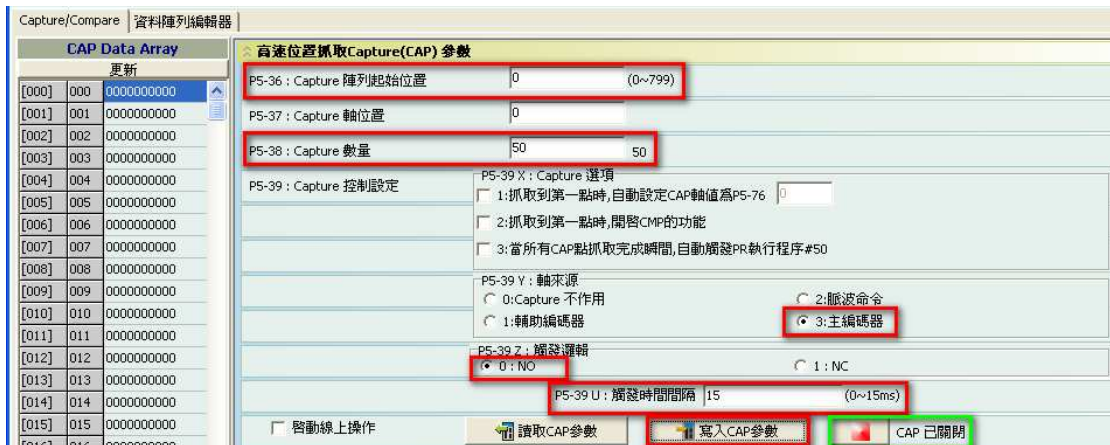 Capture/Compare 資料陣列編輯器
CAP Data Array
更新
[000] 000 0000000000
[001] 001 0000000000
[002] 002 0000000000
[003] 003 0000000000
[004] 004 0000000000
[005] 005 0000000000
[006] 006 0000000000
[007] 007 0000000000
[008] 008 0000000000
[009] 009 0000000000
[010] 010 0000000000
[011] 011 0000000000
[012] 012 0000000000
[013] 013 0000000000
[014] 014 0000000000
[015] 015 0000000000
高速位置抓取Capture(CAP) 參數
P5-36 : Capture 陣列起始位置 0 (0~799)
P5-37 : Capture 軸位置 0
P5-38 : Capture 數量 50 50
P5-39 : Capture 控制設定
P5-39 X : Capture 選項
1:抓取到第一點時,自動設定CAP軸值為P5-76 0
2:抓取到第一點時,開啓CMP的功能
3:當所有CAP點抓取完成瞬間,自動觸發PR執行程序#50
P5-39 Y : 軸來源
0:Capture 不作用 2:脈波命令
1:輔助編碼器 3:主編碼器
P5-39 Z : 觸發邏輯
0 : NO 1 : NC
P5-39 U : 觸發時間間隔 15 (0~15ms)
啓動線上操作 讀取CAP參數 寫入CAP參數 CAP 已關閉